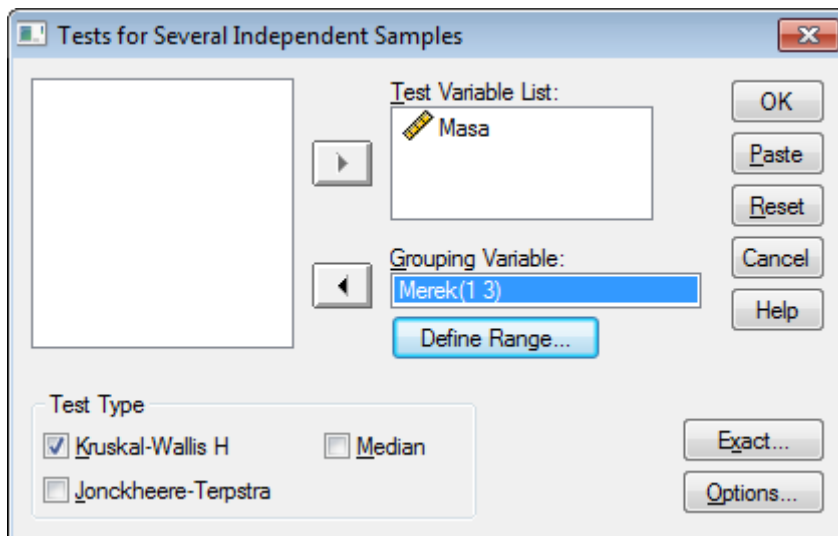 Tests for Several Independent Samples
Test Variable List:
Masa
Grouping Variable:
Merek(1 3)
Define Range...
OK
Paste
Reset
Cancel
Help
Test Type
Kruskal-Wallis H
Median
Jonckheere-Terpstra
Exact...
Options...